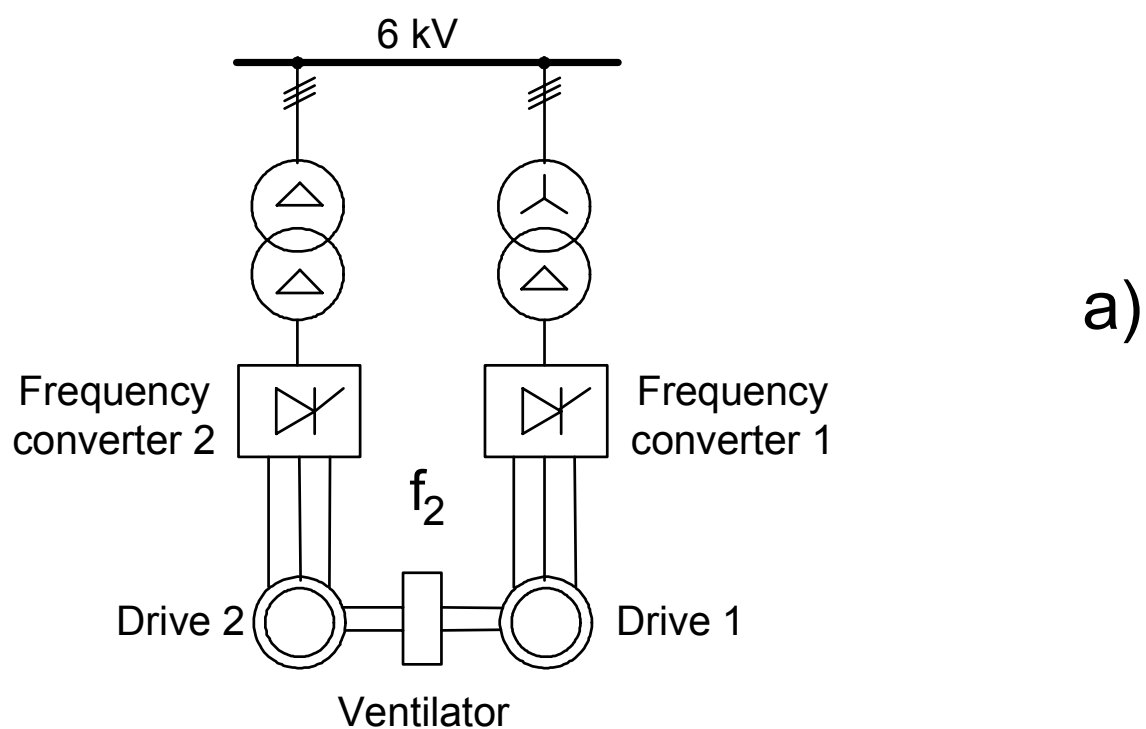 6 kV
a)
Frequency
converter 2
Frequency
converter 1
f2
Drive 2
Drive 1
Ventilator